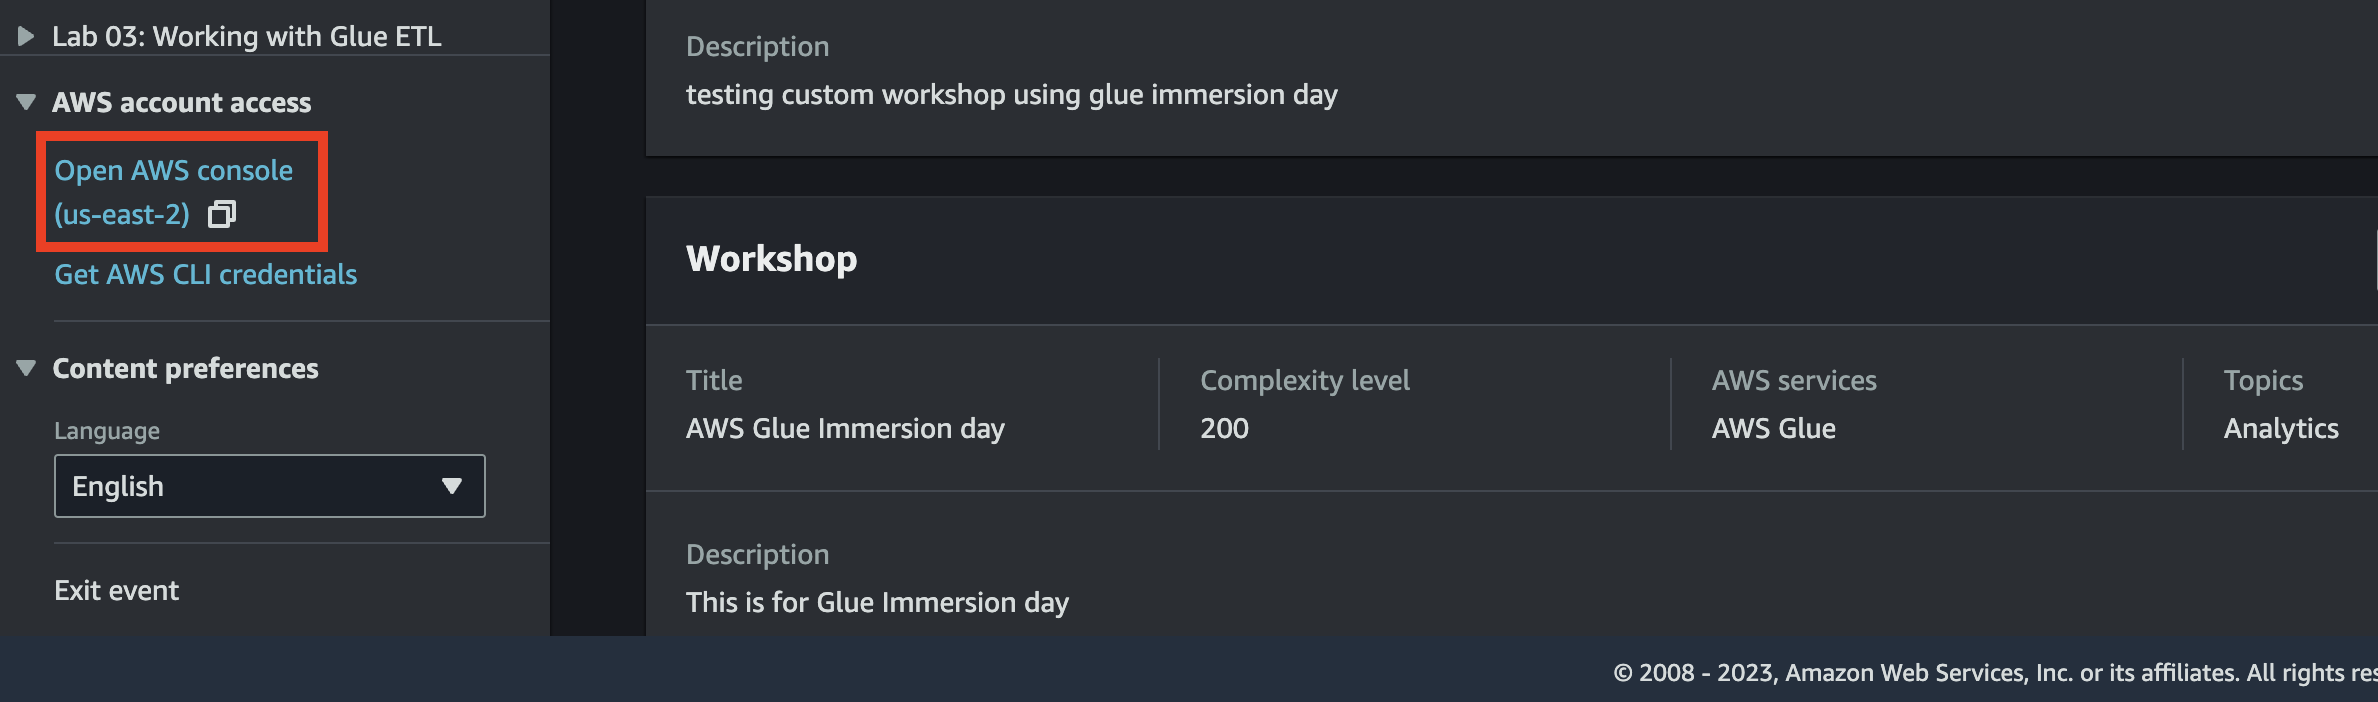 Lab 03: Working with Glue ETL
AWS account access
Open AWS console
(us-east-2)
Get AWS CLI credentials
Content preferences
Language
English
Exit event
Description
testing custom workshop using glue immersion day
Workshop
Title
AWS Glue Immersion day
Complexity level
200
AWS services
AWS Glue
Topics
Analytics
Description
This is for Glue Immersion day
© 2008 - 2023, Amazon Web Services, Inc. or its affiliates. All rights